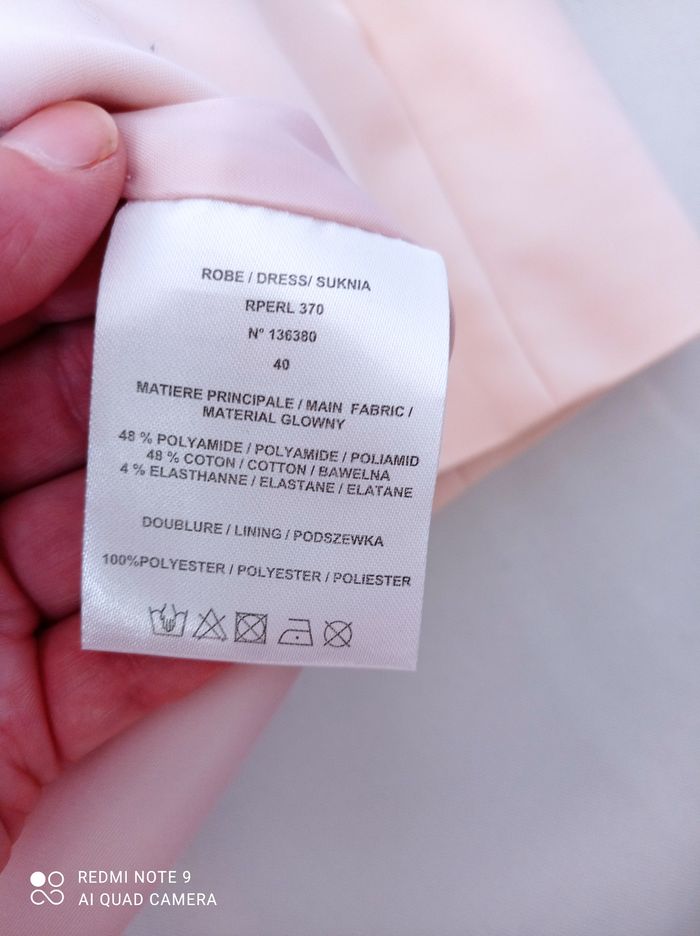 ROBE / DRESS/ SUKNIA
RPERL 370
N° 136380
40
MATIERE PRINCIPALE / MAIN FABRIC /
MATERIAL GLOWNY
48 % POLYAMIDE / POLYAMIDE / POLIAMID
48 % COTON / COTTON / BAWELNA
4 % ELASTHANNE / ELASTANE / ELATANE
DOUBLURE / LINING / PODSZEWKA
100%POLYESTER / POLYESTER / POLIESTER
REDMI NOTE 9
AI QUAD CAMERA